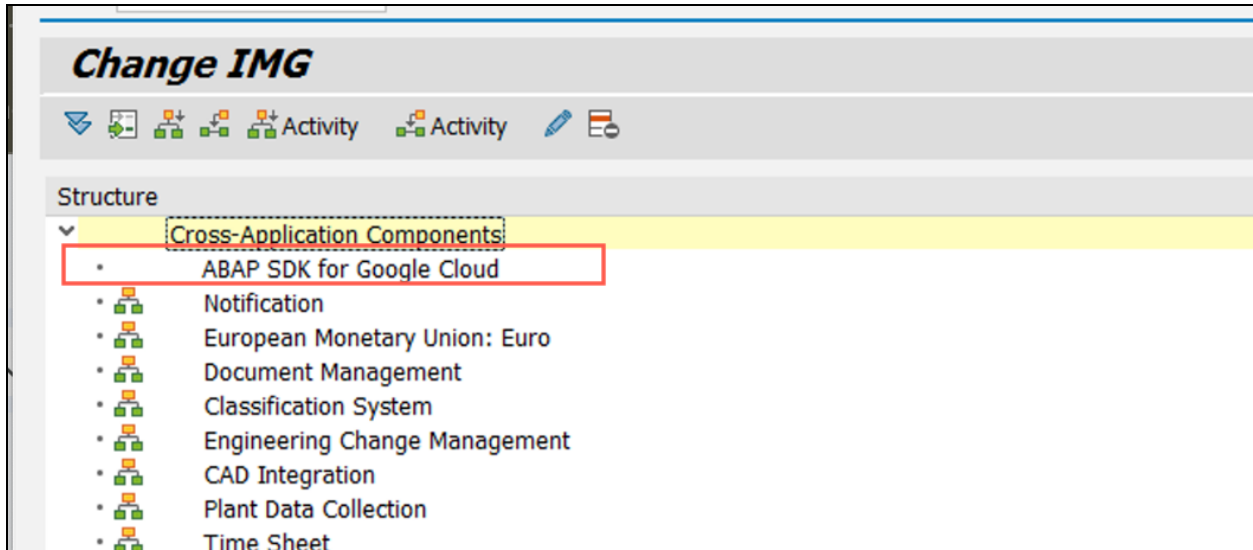 Change IMG
Activity Activity
Structure
Cross-Application Components
ABAP SDK for Google Cloud
Notification
European Monetary Union: Euro
Document Management
Classification System
Engineering Change Management
CAD Integration
Plant Data Collection
Time Sheet